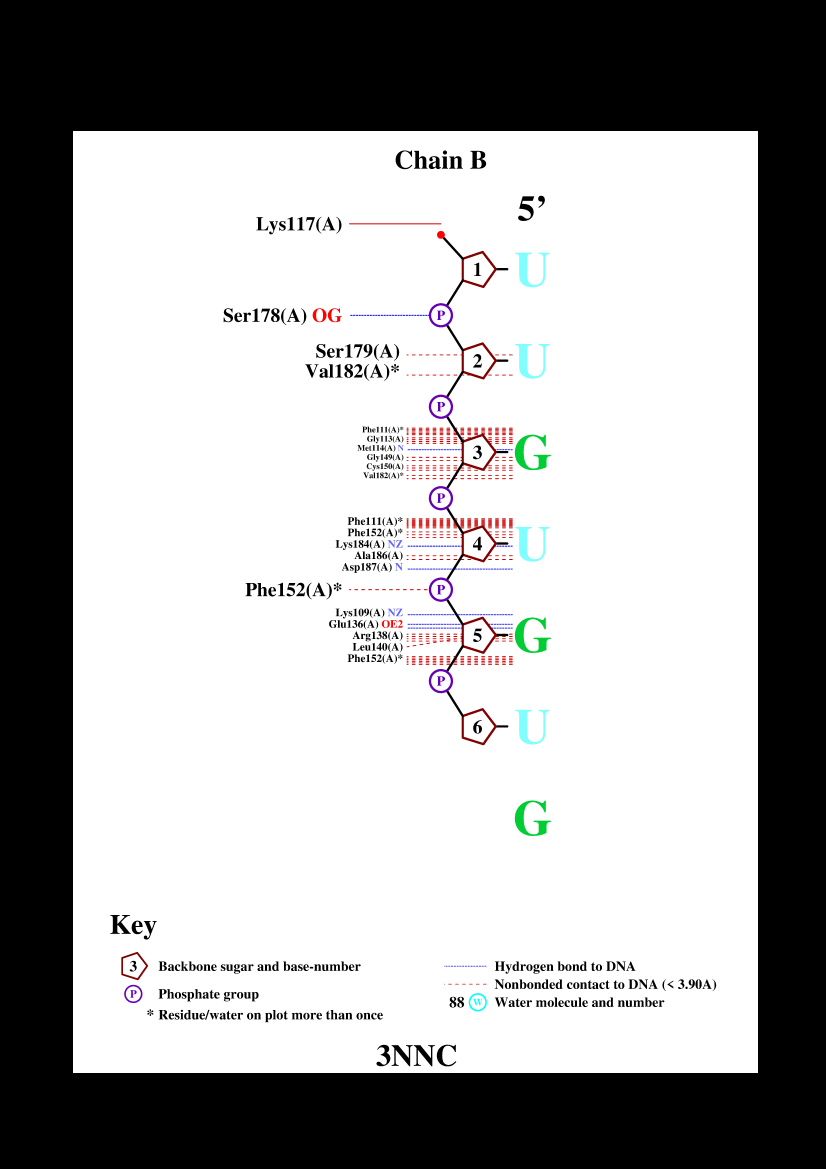 Chain B
5’
Lys117(A)
1 U
Ser178(A) OG P
Ser179(A)
2 U
Val182(A)*
P
Phe111(A)*
Gly113(A)
Met114(A) N
3 G
Gly149(A)
Cys150(A)
Val182(A)*
P
Phe111(A)*
Phe152(A)*
Lys184(A) NZ
4 U
Ala186(A)
Asp187(A) N
Phe152(A)* P
Lys109(A) NZ
Glu136(A) OE2
Arg138(A)
5 G
Leu140(A)
Phe152(A)*
P
6 U
G
Key
3 Backbone sugar and base-number
P Phosphate group
* Residue/water on plot more than once
Hydrogen bond to DNA
Nonbonded contact to DNA (< 3.90A)
88 W Water molecule and number
3NNC